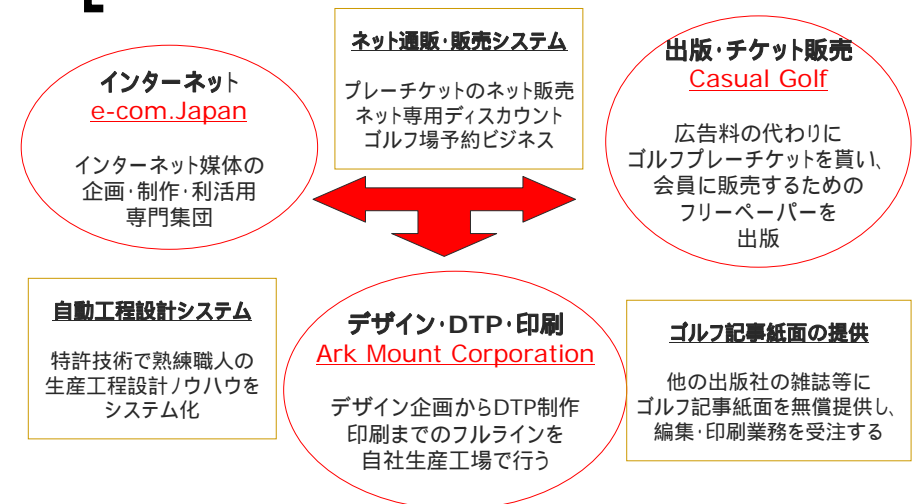 インターネット
e-com.Japan
インターネット媒体の
企画・制作・利活用
専門集団
ネット通販・販売システム
プレーチケットのネット販売
ネット専用ディスカウント
ゴルフ場予約ビジネス
出版・チケット販売
Casual Golf
広告料の代わりに
ゴルフプレーチケットを貰い、
会員に販売するための
フリーペーパーを
出版
自動工程設計システム
特許技術で熟練職人の
生産工程設計ノウハウを
システム化
デザイン・DTP・印刷
Ark Mount Corporation
デザイン企画からDTP制作
印刷までのフルラインを
自社生産工場で行う
ゴルフ記事紙面の提供
他の出版社の雑誌等に
ゴルフ記事紙面を無償提供し、
編集・印刷業務を受注する